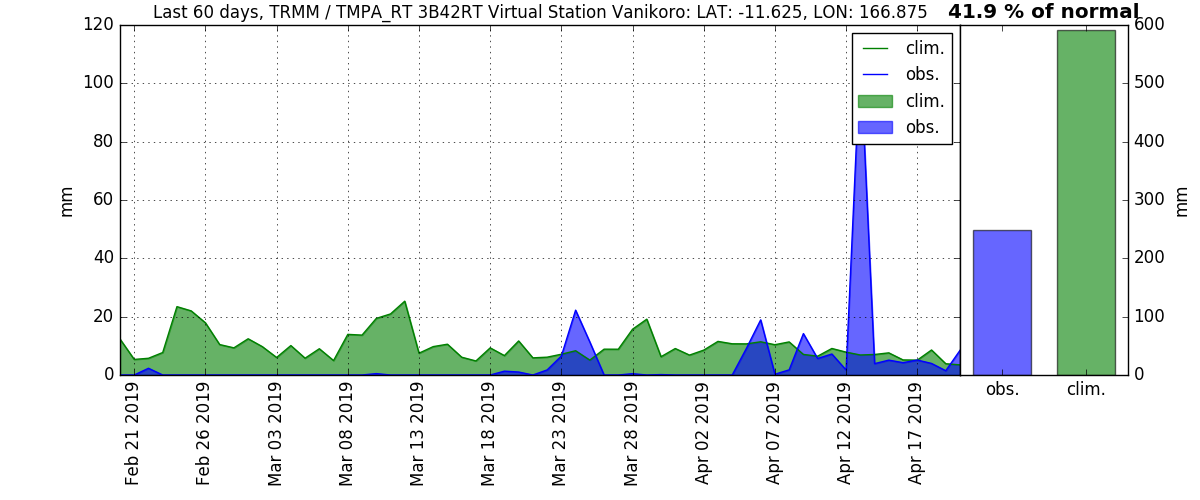 Last 60 days, TRMM / TMPA_RT 3B42RT Virtual Station Vanikoro: LAT: -11.625, LON: 166.875
41.9 % of normal
120
100
80
60
40
20
0
mm
clim.
obs.
clim.
obs.
600
500
400
300
200
100
0
mm
Feb 21 2019
Feb 26 2019
Mar 03 2019
Mar 08 2019
Mar 13 2019
Mar 18 2019
Mar 23 2019
Mar 28 2019
Apr 02 2019
Apr 07 2019
Apr 12 2019
Apr 17 2019
obs.
clim.